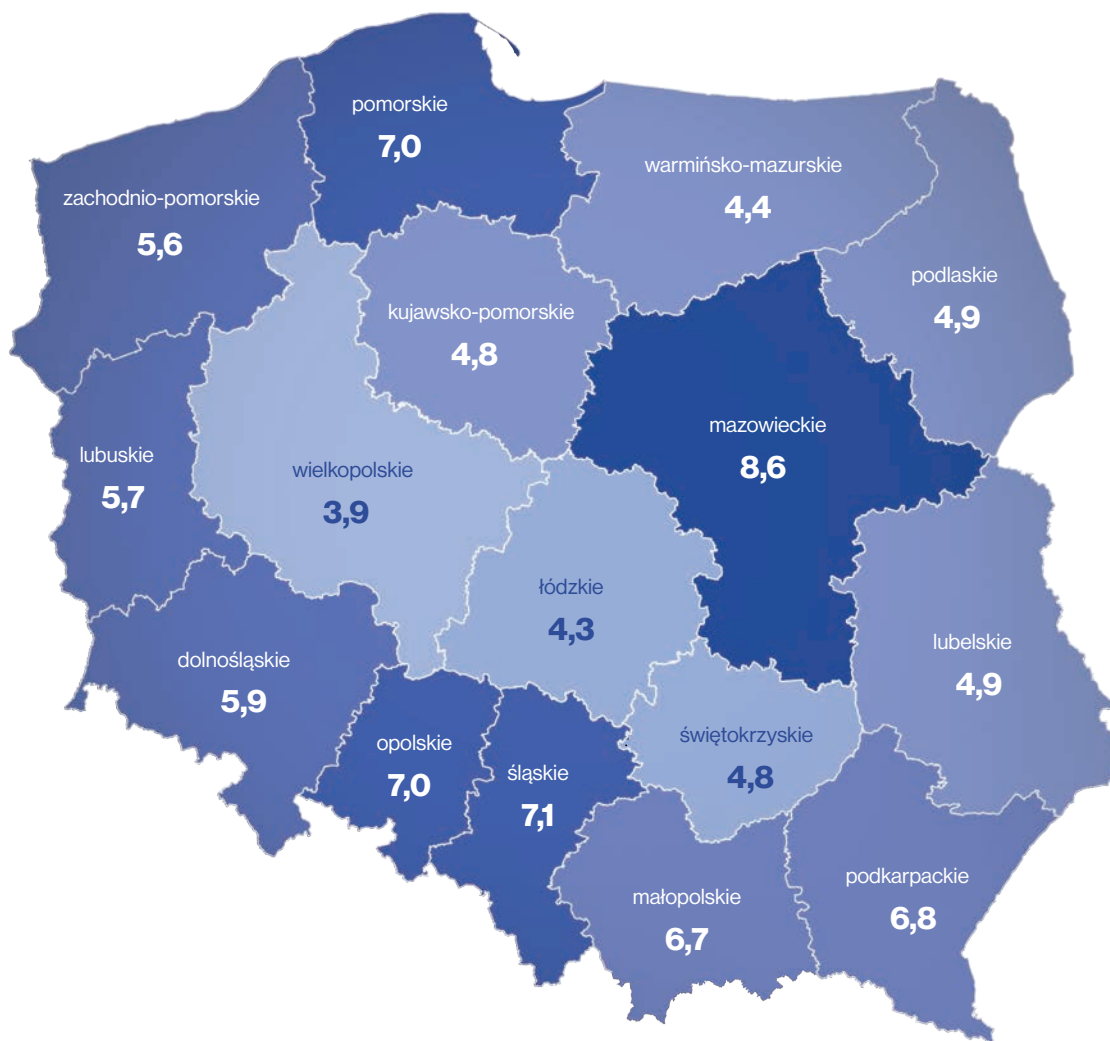 pomorskie
7,0
warmińsko-mazurskie
4,4
zachodnio-pomorskie
5,6
podlaskie
4,9
kujawsko-pomorskie
4,8
mazowieckie
8,6
lubuskie
5,7
wielkopolskie
3,9
łódzkie
4,3
lubelskie
4,9
dolnośląskie
5,9
świętokrzyskie
4,8
opolskie
7,0
śląskie
7,1
podkarpackie
6,8
małopolskie
6,7